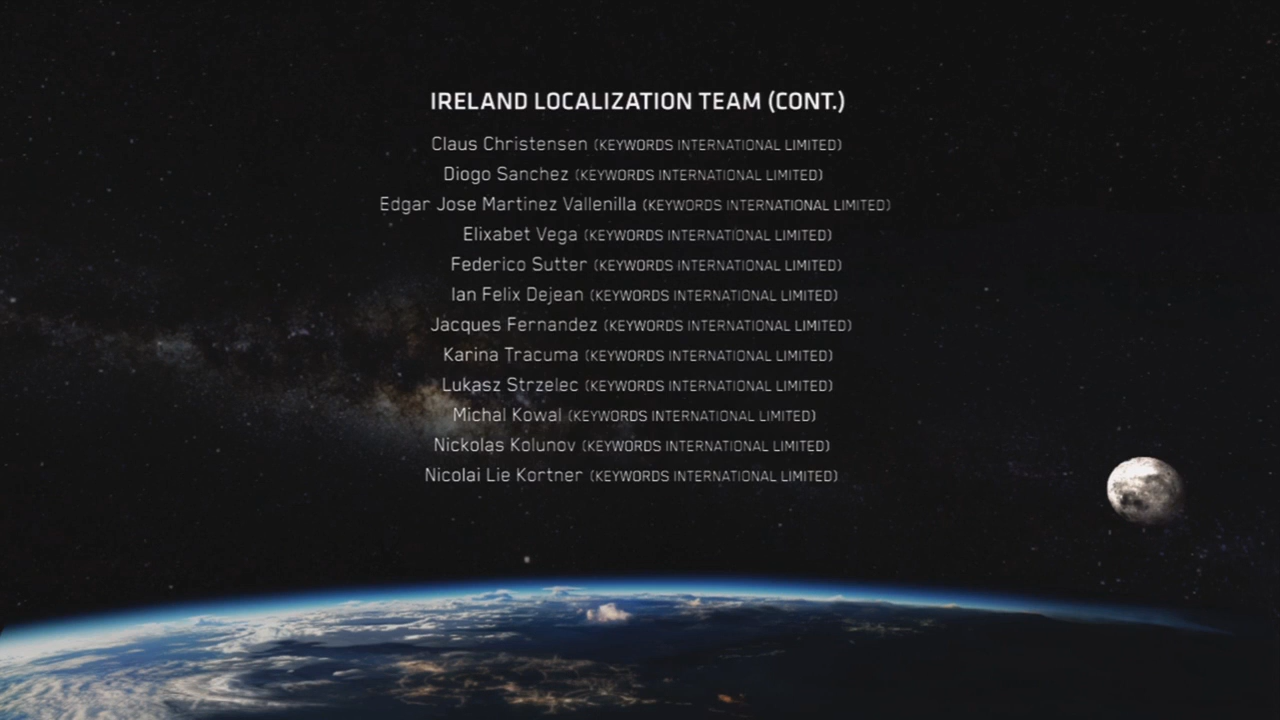 IRELAND LOCALIZATION TEAM (CONT.)
Claus Christensen (KEYWORDS INTERNATIONAL LIMITED)
Diogo Sanchez (KEYWORDS INTERNATIONAL LIMITED)
Edgar Jose Martinez Vallenilla (KEYWORDS INTERNATIONAL LIMITED)
Elixabet Vega (KEYWORDS INTERNATIONAL LIMITED)
Federico Sutter (KEYWORDS INTERNATIONAL LIMITED)
Ian Felix Dejean (KEYWORDS INTERNATIONAL LIMITED)
Jacques Fernandez (KEYWORDS INTERNATIONAL LIMITED)
Karina Tracuma (KEYWORDS INTERNATIONAL LIMITED)
Lukasz Strzelec (KEYWORDS INTERNATIONAL LIMITED)
Michal Kowal (KEYWORDS INTERNATIONAL LIMITED)
Nickolas Kolunov (KEYWORDS INTERNATIONAL LIMITED)
Nicolai Lie Kortner (KEYWORDS INTERNATIONAL LIMITED)